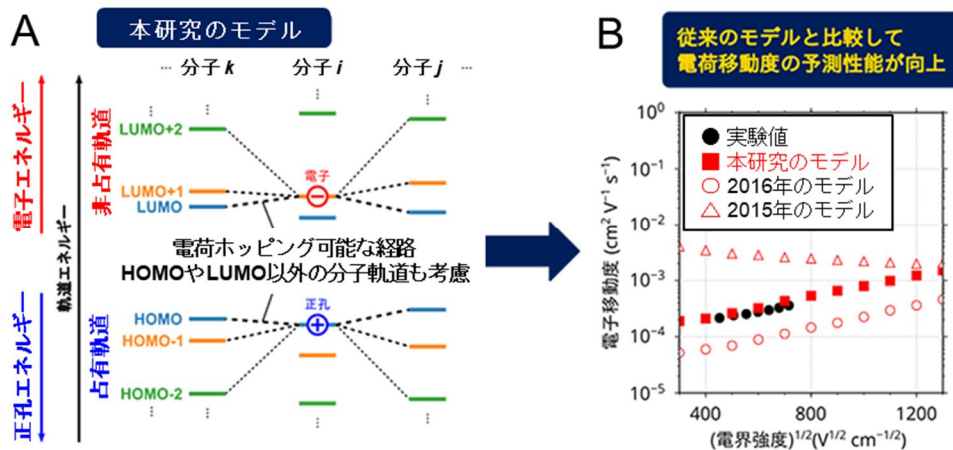 A
本研究のモデル
… 分子 k
分子 i
分子 j …
電子エネルギー
軌道エネルギー
非占有軌道
LUMO+2
LUMO+1
LUMO
電子
−
電荷ホッピング可能な経路
HOMOやLUMO以外の分子軌道も考慮
正孔エネルギー
占有軌道
HOMO
HOMO-1
HOMO-2
正孔
+
B
従来のモデルと比較して
電荷移動度の予測性能が向上
電子移動度 (cm² V⁻¹ s⁻¹)
10⁰
10⁻¹
10⁻²
10⁻³
10⁻⁴
10⁻⁵
実験値
本研究のモデル
2016年のモデル
2015年のモデル
400
800
1200
(電界強度)¹/²(V¹/² cm⁻¹/²)